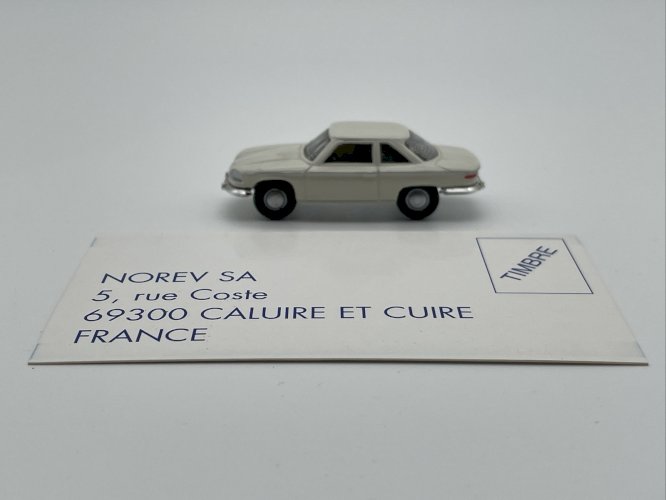 NOREV SA
5, rue Coste
69300 CALUIRE ET CUIRE
FRANCE
TIMBRE